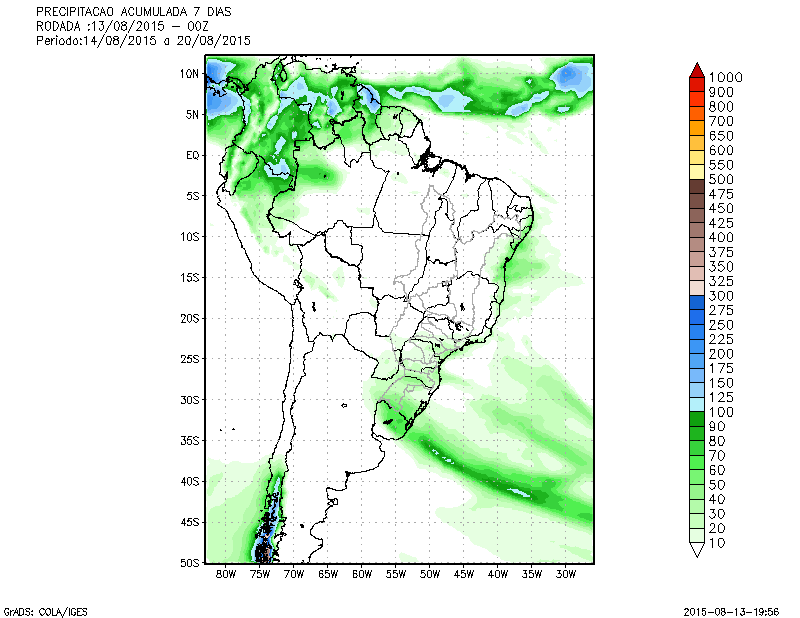 PRECIPITACAO ACUMULADA 7 DIAS
RODADA :13/08/2015 – 00Z
Periodo:14/08/2015 a 20/08/2015
10N
5N
EQ
5S
10S
15S
20S
25S
30S
35S
40S
45S
50S
80W 75W 70W 65W 60W 55W 50W 45W 40W 35W 30W
1000
900
800
700
650
600
550
500
475
450
425
400
375
350
325
300
275
250
225
200
175
150
125
100
90
80
70
60
50
40
30
20
10
GrADS: COLA/IGES
2015-08-13-19:56